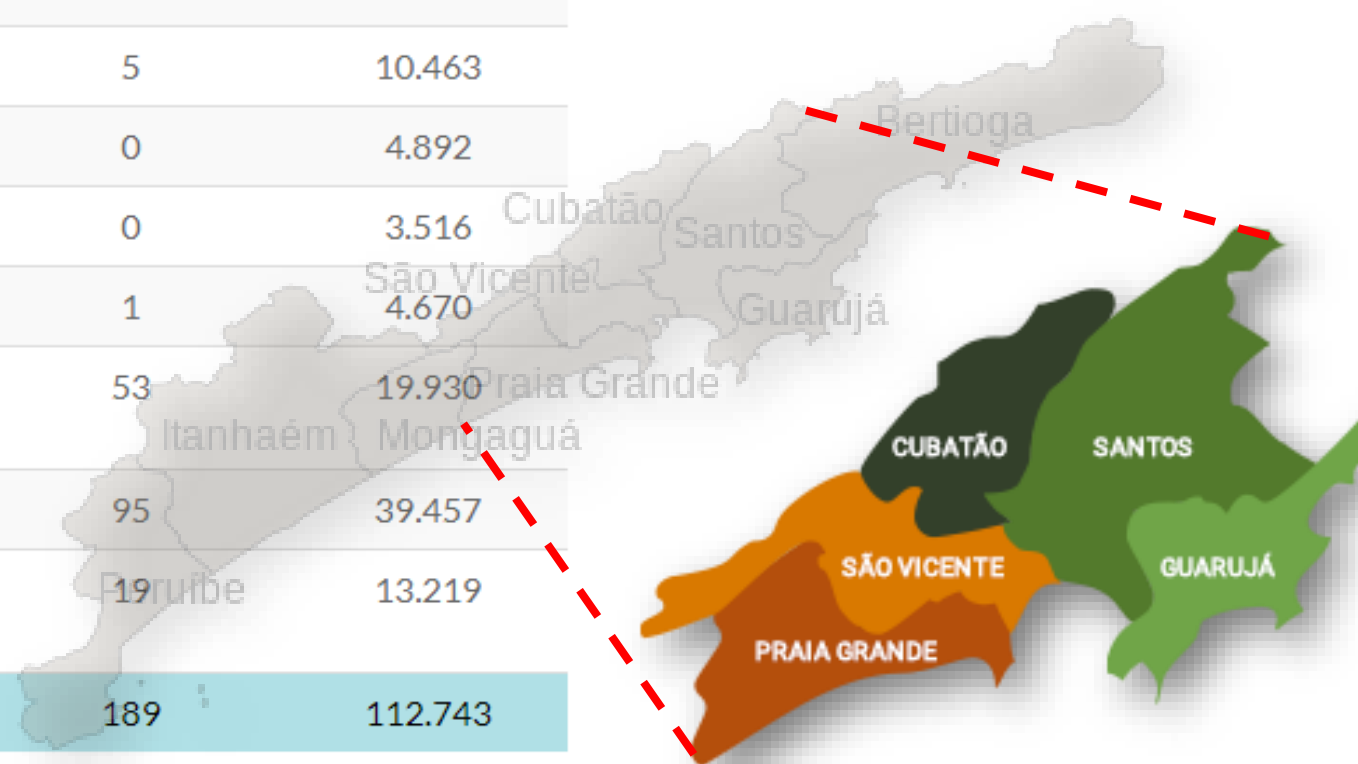 5 10.463
0 4.892
0 3.516
1 4.670
53 19.930
95 39.457
19 13.219
189 112.743
Bertioga
Cubatão
Santos
São Vicente
Guarujá
Praia Grande
Itanhaém
Mongaguá
Peruíbe
CUBATÃO
SANTOS
SÃO VICENTE
GUARUJÁ
PRAIA GRANDE